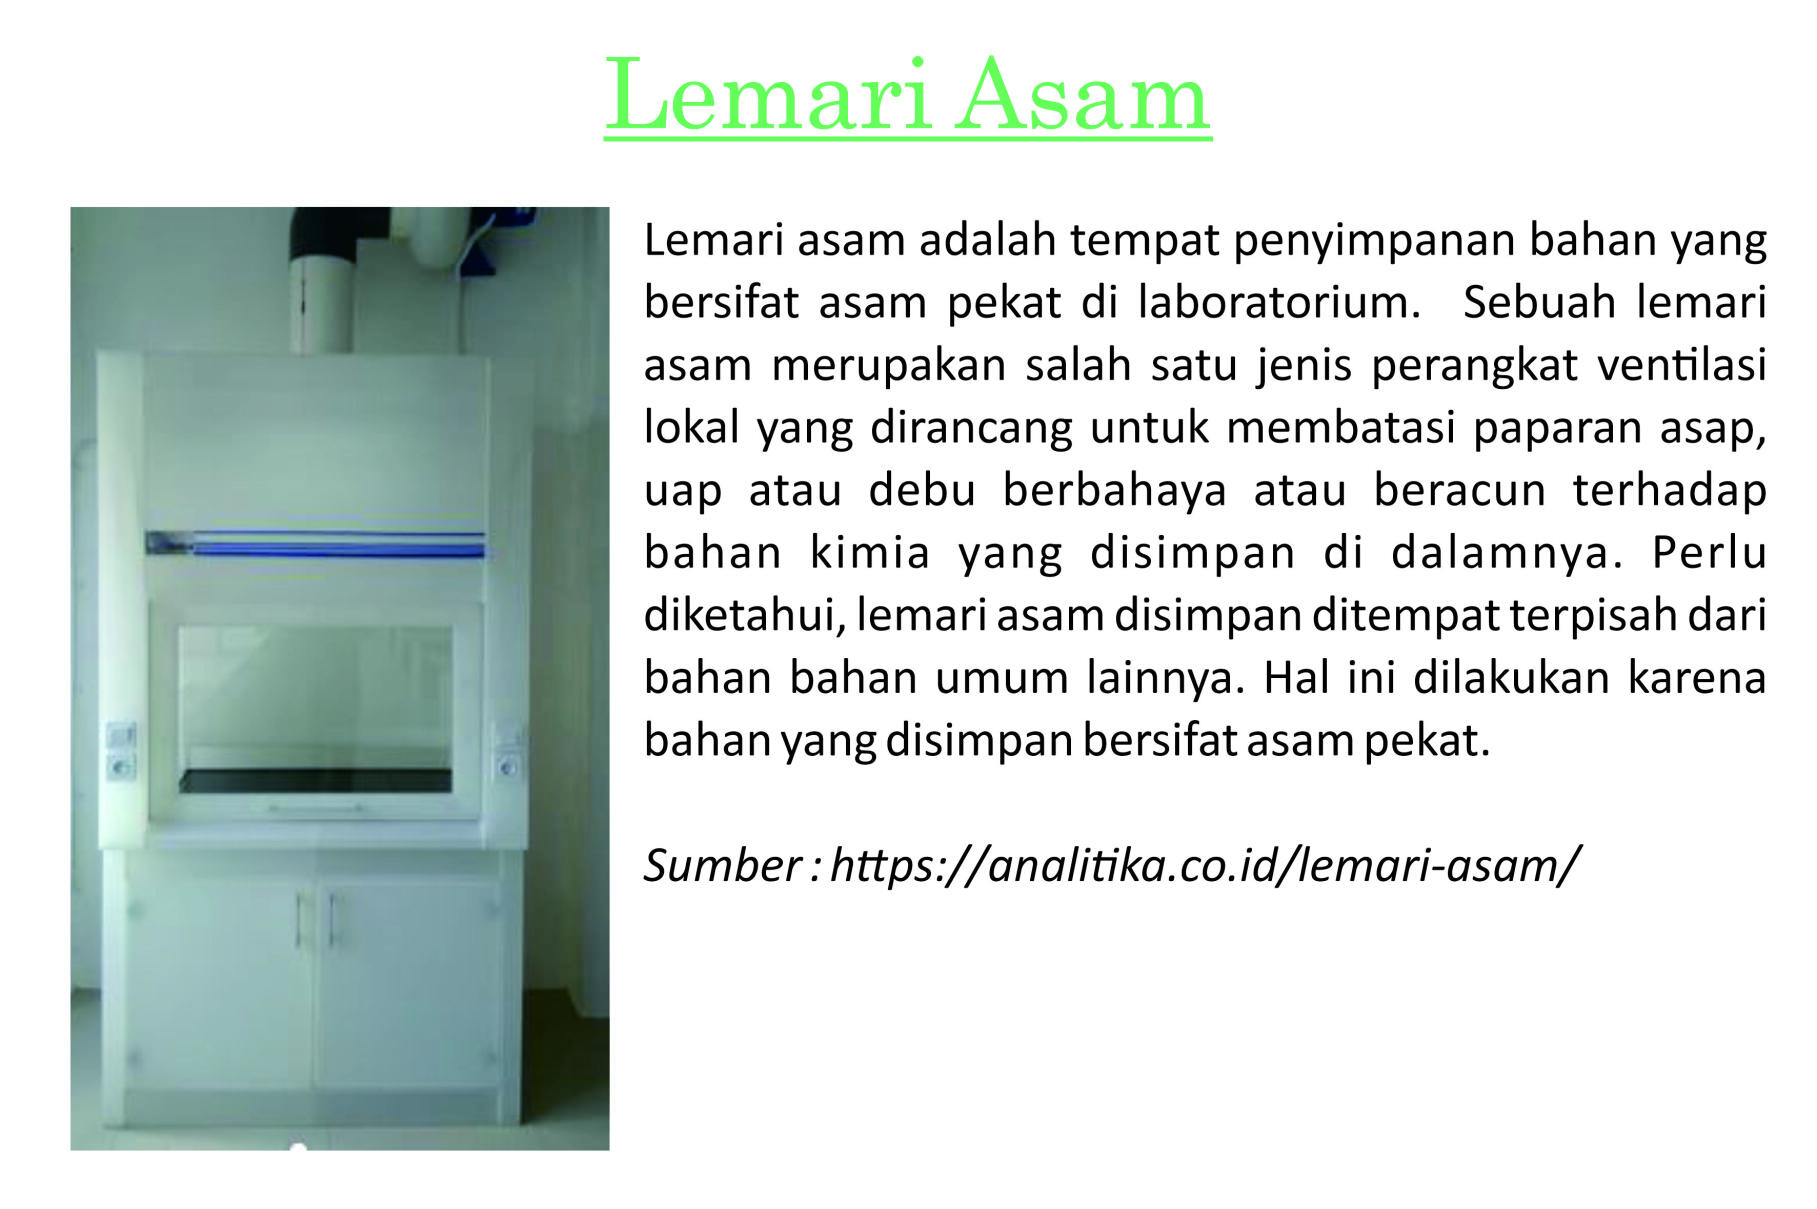 Lemari Asam
Lemari asam adalah tempat penyimpanan bahan yang
bersifat asam pekat di laboratorium.  Sebuah lemari
asam merupakan salah satu jenis perangkat ventilasi
lokal yang dirancang untuk membatasi paparan asap,
uap atau debu berbahaya atau beracun terhadap
bahan kimia yang disimpan di dalamnya. Perlu
diketahui, lemari asam disimpan ditempat terpisah dari
bahan bahan umum lainnya. Hal ini dilakukan karena
bahan yang disimpan bersifat asam pekat.
Sumber : https://analitika.co.id/lemari-asam/